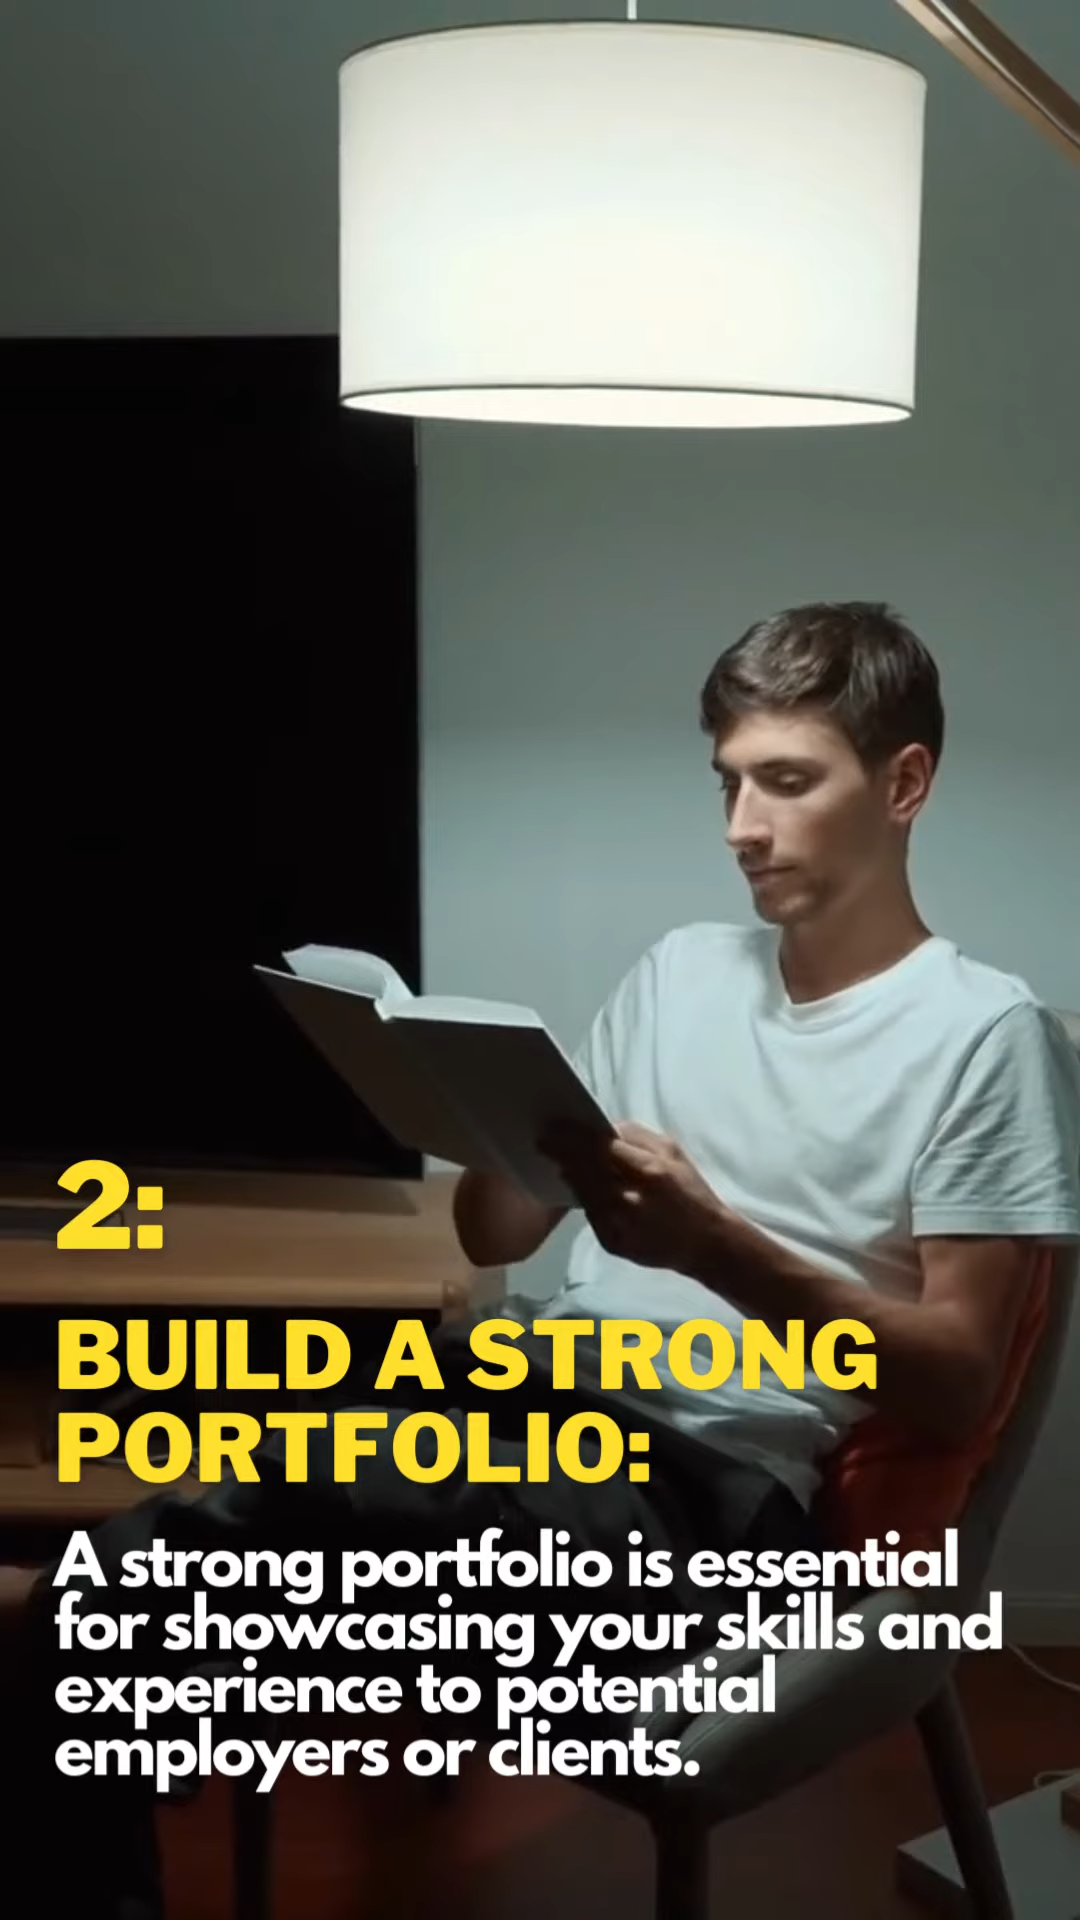 2:
BUILD A STRONG
PORTFOLIO:
A strong portfolio is essential
for showcasing your skills and
experience to potential
employers or clients.